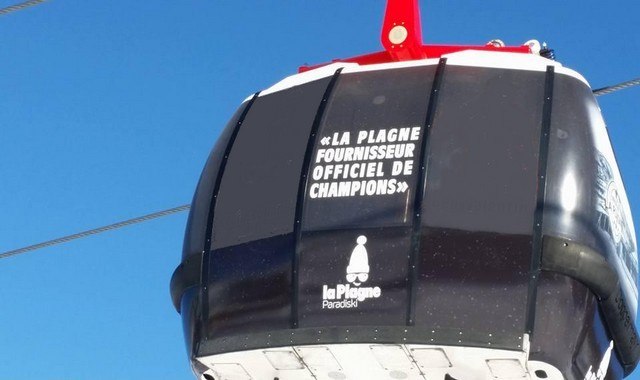 «LA PLAGNE
FOURNISSEUR
OFFICIEL DE
CHAMPIONS»
la Plagne
Paradiski